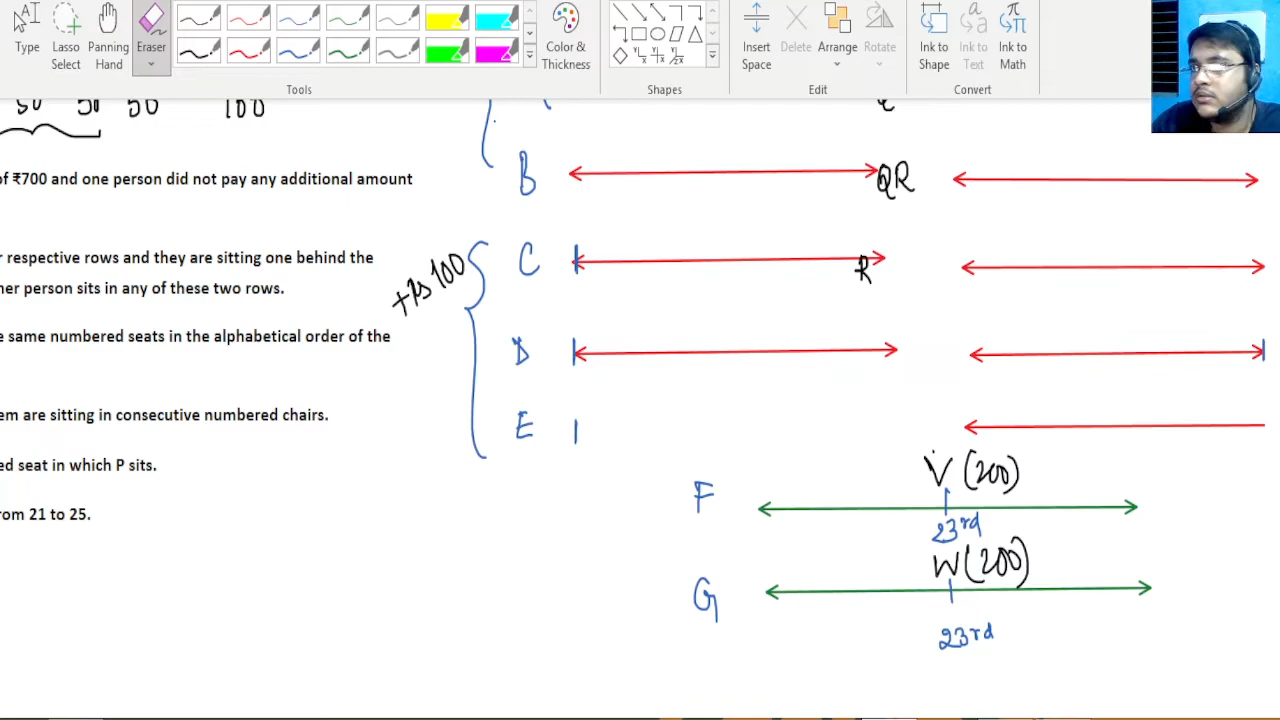 Type
Lasso Select
Panning Hand
Eraser
Color & Thickness
Insert Space
Delete
Arrange
Rotate
Ink to Shape
Ink to Text
Ink to Math
Tools
Shapes
Edit
Convert
50 50 50 100
of ₹700 and one person did not pay any additional amount
r respective rows and they are sitting one behind the
her person sits in any of these two rows.
e same numbered seats in the alphabetical order of the
em are sitting in consecutive numbered chairs.
ed seat in which P sits.
rom 21 to 25.
B QR
+Rs 100
C R
D
E
V (200)
F
23rd
W (200)
G
23rd